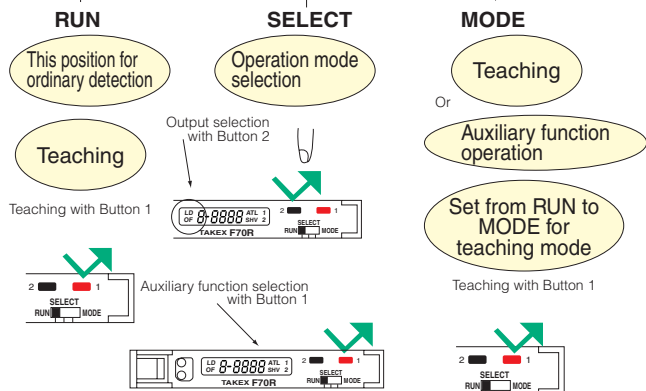 RUN
This position for
ordinary detection
Teaching
Teaching with Button 1
2 1
SELECT
RUN MODE
SELECT
Operation mode
selection
Output selection
with Button 2
LD 8-8888 ATL 1
OF SHV 2
2 1
SELECT
RUN MODE
TAKEX F70R
Auxiliary function selection
with Button 1
LD 8-8888 ATL 1
OF SHV 2
2 1
SELECT
RUN MODE
TAKEX F70R
MODE
Teaching
Or
Auxiliary function
operation
Set from RUN to
MODE for
teaching mode
Teaching with Button 1
2 1
SELECT
RUN MODE